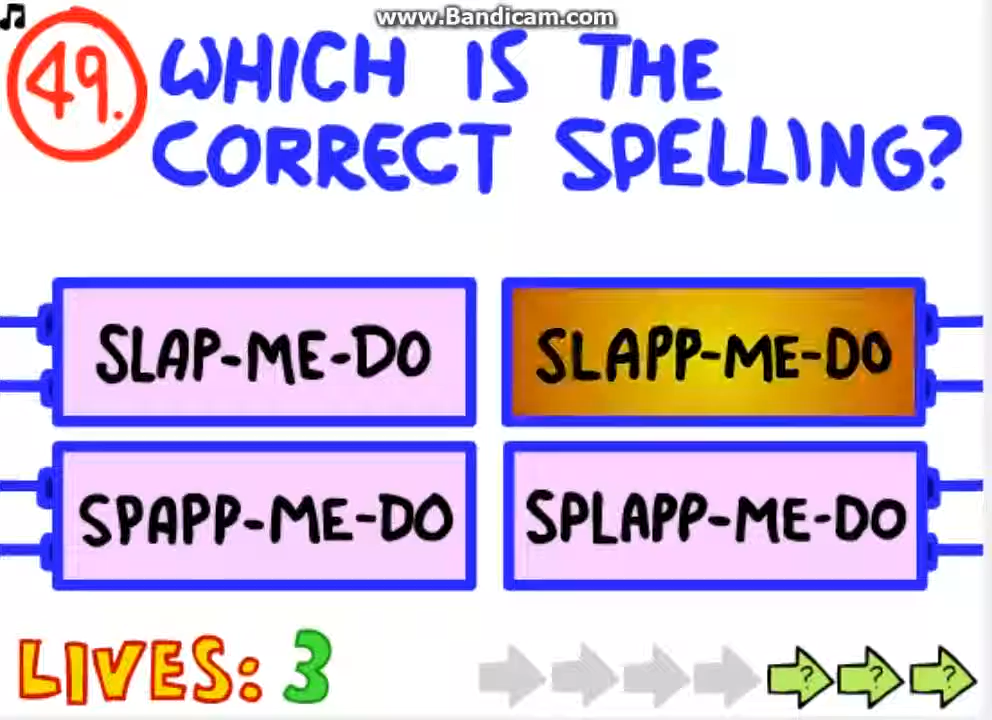 www.Bandicam.com
49. WHICH IS THE
CORRECT SPELLING?
SLAP-ME-DO
SLAPP-ME-DO
SPAPP-ME-DO
SPLAPP-ME-DO
LIVES: 3
? ? ?